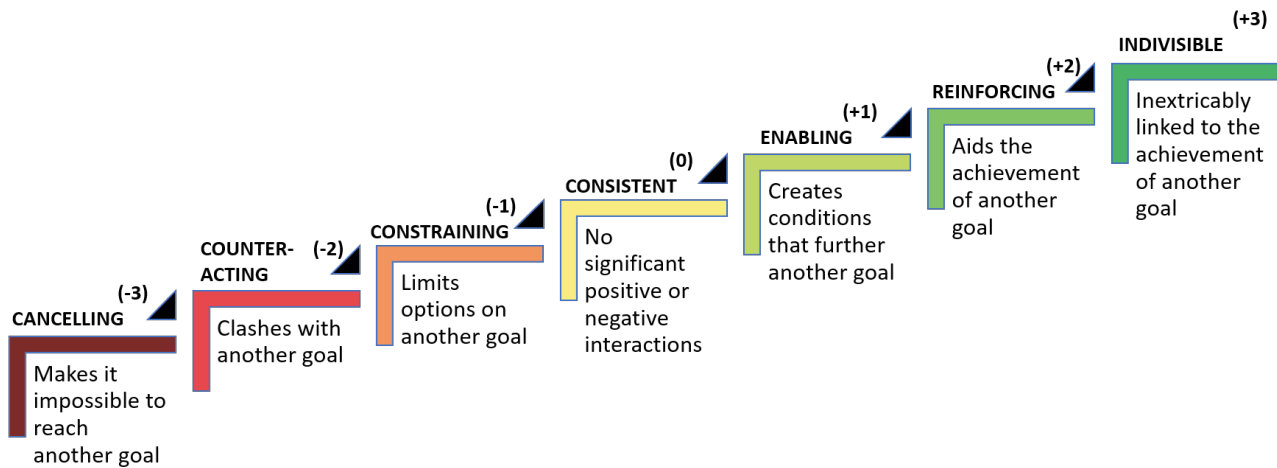 (-3)
CANCELLING
Makes it
impossible to
reach
another goal
COUNTER-
ACTING
(-2)
Clashes with
another goal
(-1)
CONSTRAINING
Limits
options on
another goal
(0)
CONSISTENT
No
significant
positive or
negative
interactions
(+1)
ENABLING
Creates
conditions
that further
another goal
(+2)
REINFORCING
Aids the
achievement
of another
goal
(+3)
INDIVISIBLE
Inextricably
linked to the
achievement
of another
goal